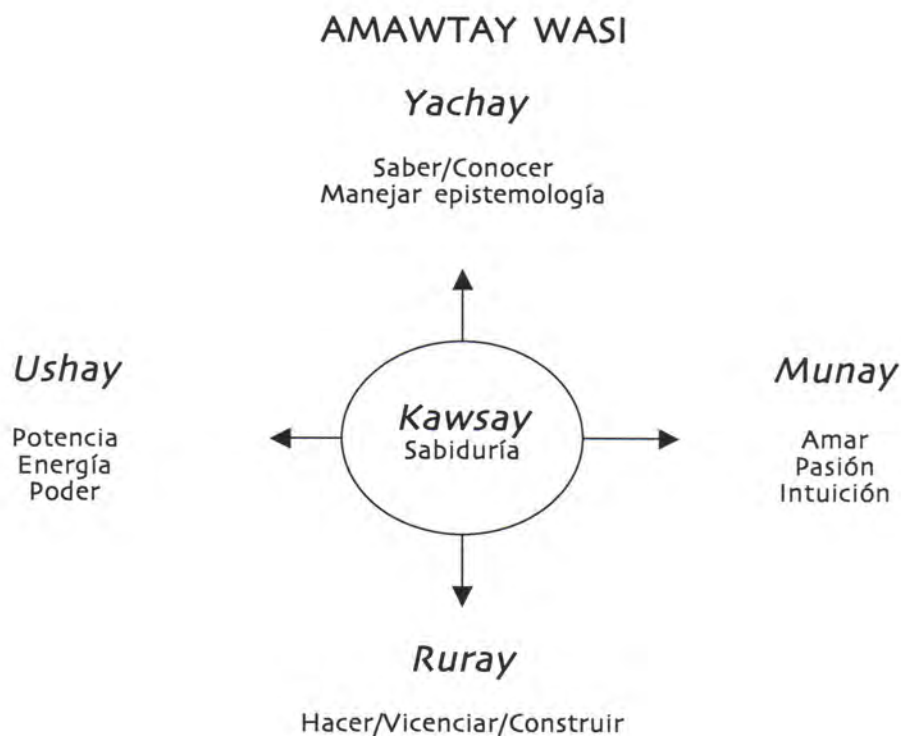 AMAWTAY WASI
Yachay
Saber/Conocer
Manejar epistemología
Ushay
Potencia
Energía
Poder
Kawsay
Sabiduría
Munay
Amar
Pasión
Intuición
Ruray
Hacer/Vicenciar/Construir